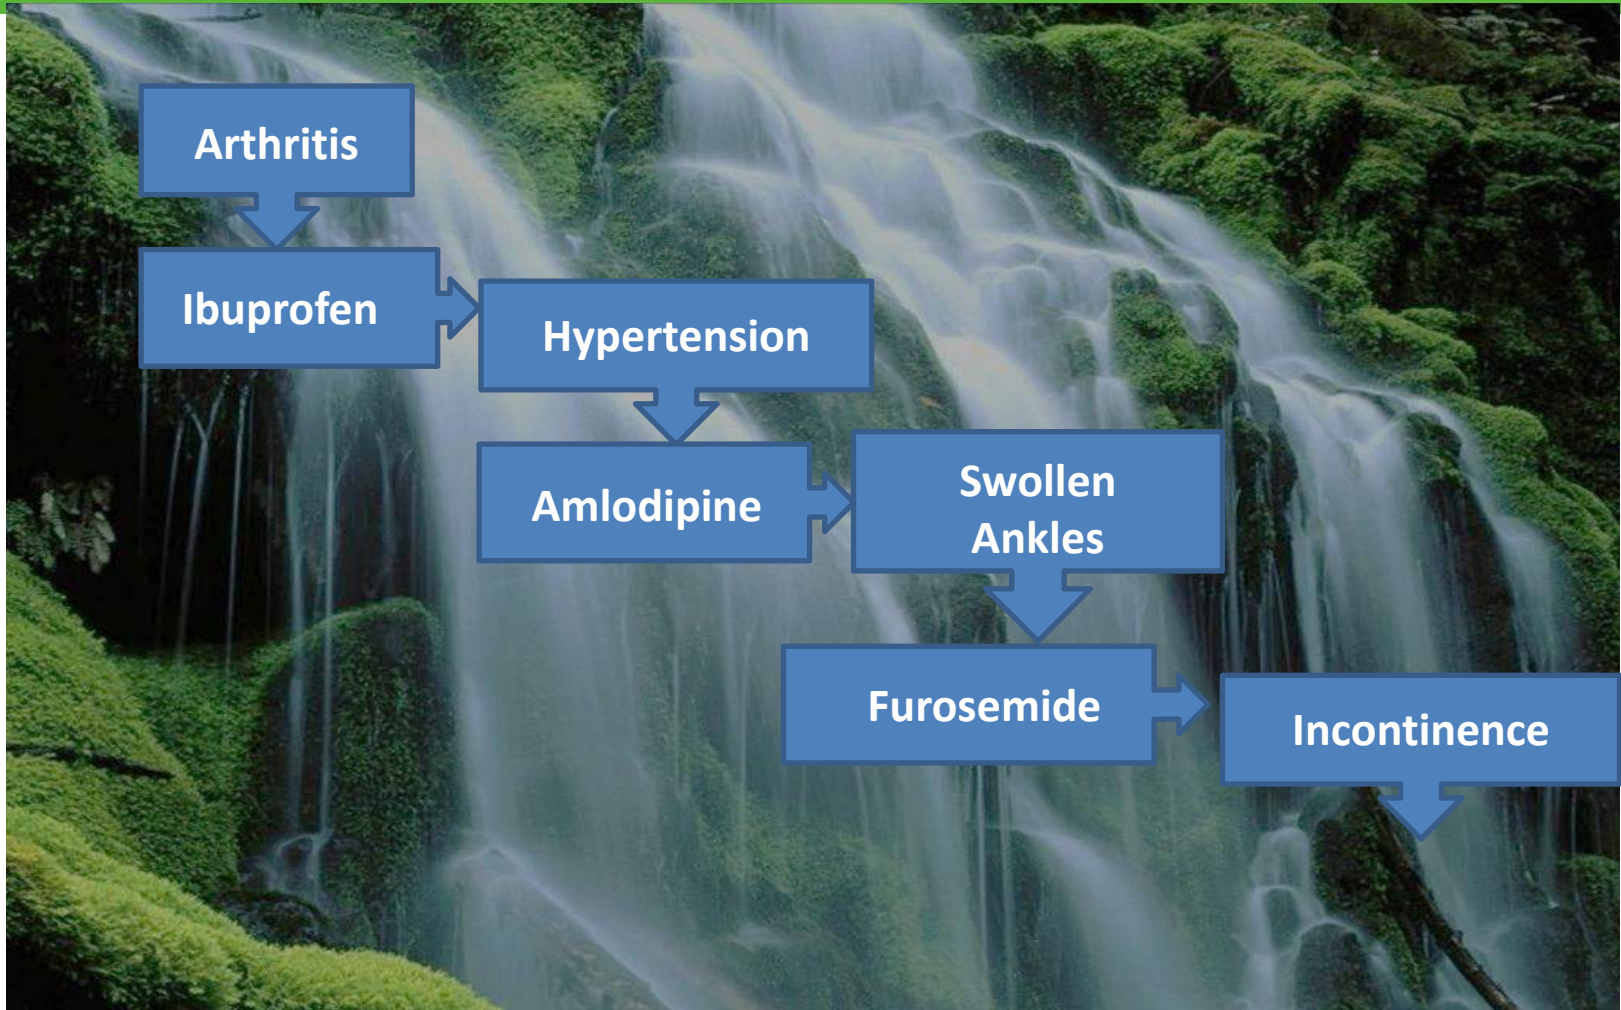 Arthritis
Ibuprofen
Hypertension
Amlodipine
Swollen
Ankles
Furosemide
Incontinence